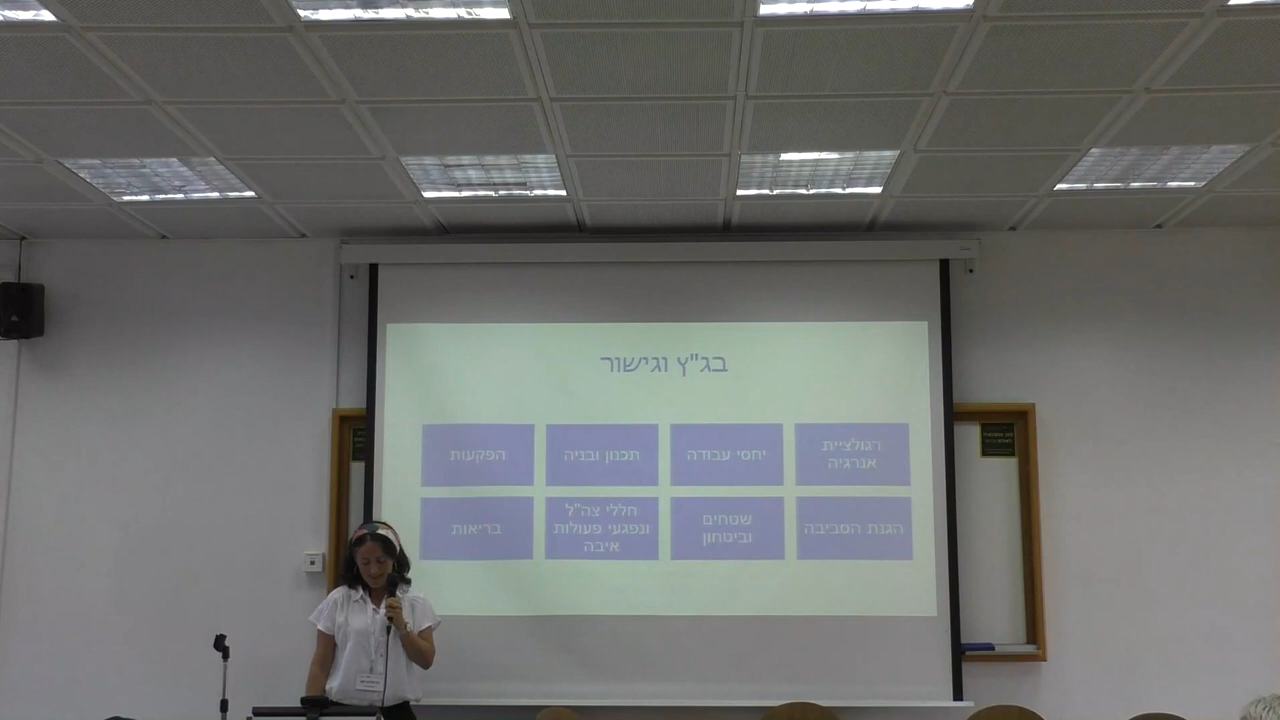 בג"ץ וגישור
רגולציית
אנרגיה
יחסי עבודה
תכנון ובניה
הפקעות
הגנת הסביבה
שטחים
וביטחון
חללי צה"ל
ונפגעי פעולות
איבה
בריאות